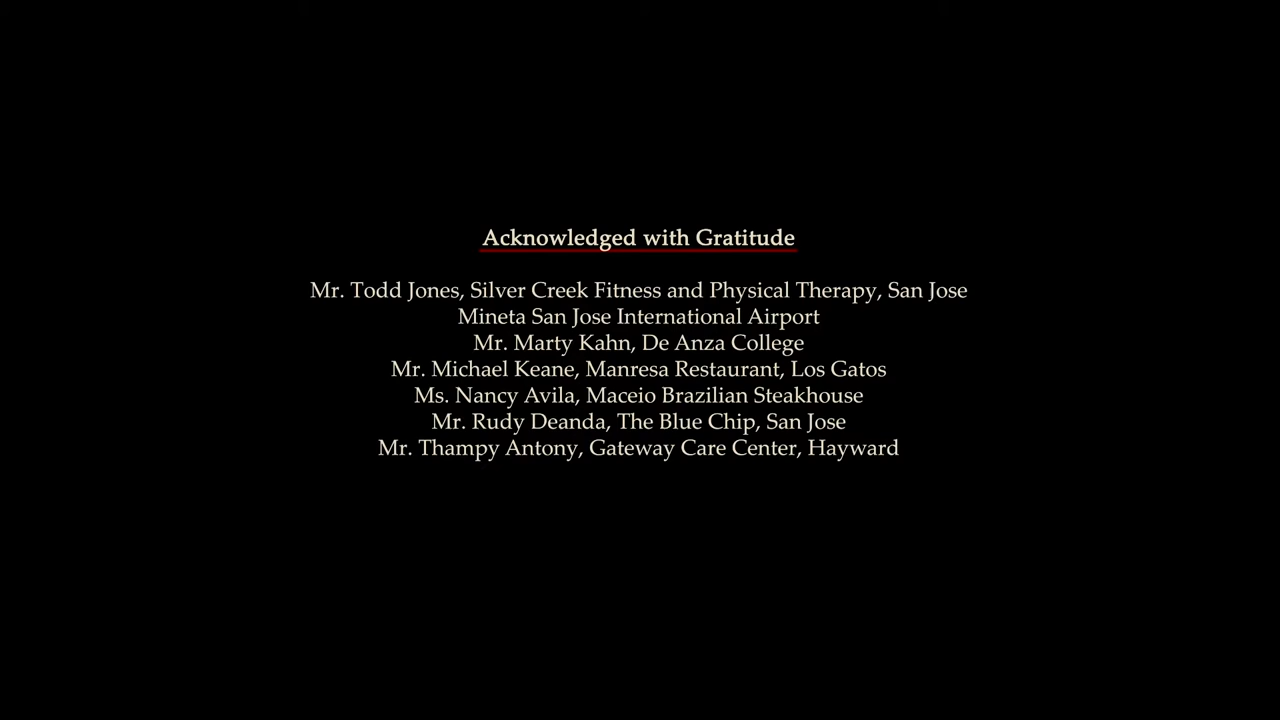 Acknowledged with Gratitude
Mr. Todd Jones, Silver Creek Fitness and Physical Therapy, San Jose
Mineta San Jose International Airport
Mr. Marty Kahn, De Anza College
Mr. Michael Keane, Manresa Restaurant, Los Gatos
Ms. Nancy Avila, Maceio Brazilian Steakhouse
Mr. Rudy Deanda, The Blue Chip, San Jose
Mr. Thampy Antony, Gateway Care Center, Hayward